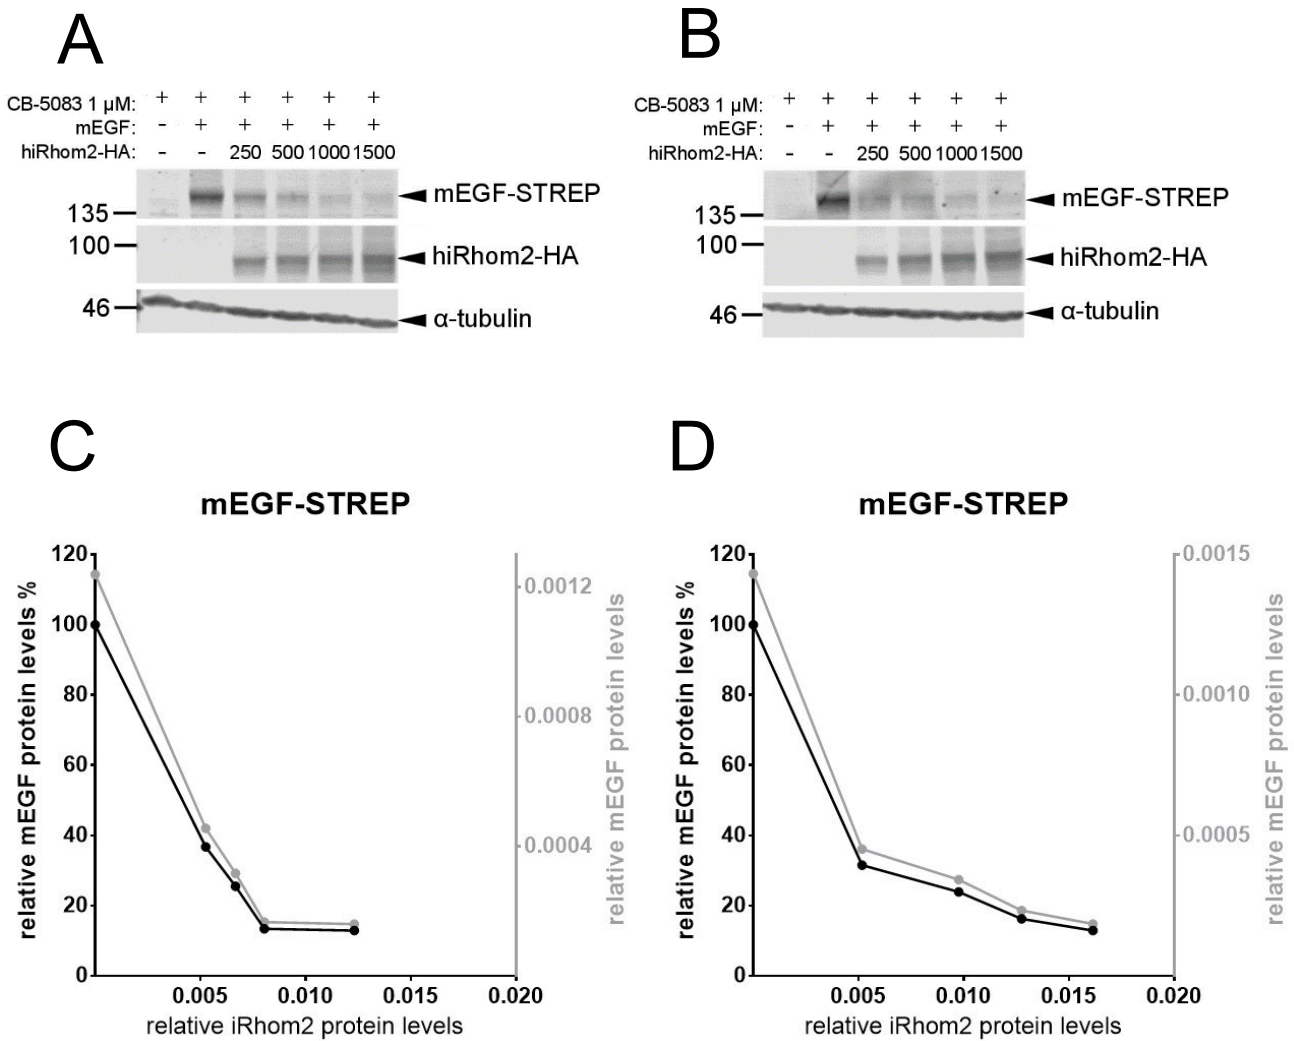 A
CB-5083 1 µM: + + + + + +
mEGF: - + + + + +
hiRhom2-HA: - - 250 500 1000 1500
mEGF-STREP
135
100
hiRhom2-HA
46
α-tubulin
B
CB-5083 1 µM: + + + + + +
mEGF: - + + + + +
hiRhom2-HA: - - 250 500 1000 1500
mEGF-STREP
135
100
hiRhom2-HA
46
α-tubulin
C
mEGF-STREP
relative mEGF protein levels %
120
100
80
60
40
20
0
0.005 0.010 0.015 0.020
relative iRhom2 protein levels
0.0012
0.0008
0.0004
relative mEGF protein levels
D
mEGF-STREP
relative mEGF protein levels %
120
100
80
60
40
20
0
0.005 0.010 0.015 0.020
relative iRhom2 protein levels
0.0015
0.0010
0.0005
relative mEGF protein levels